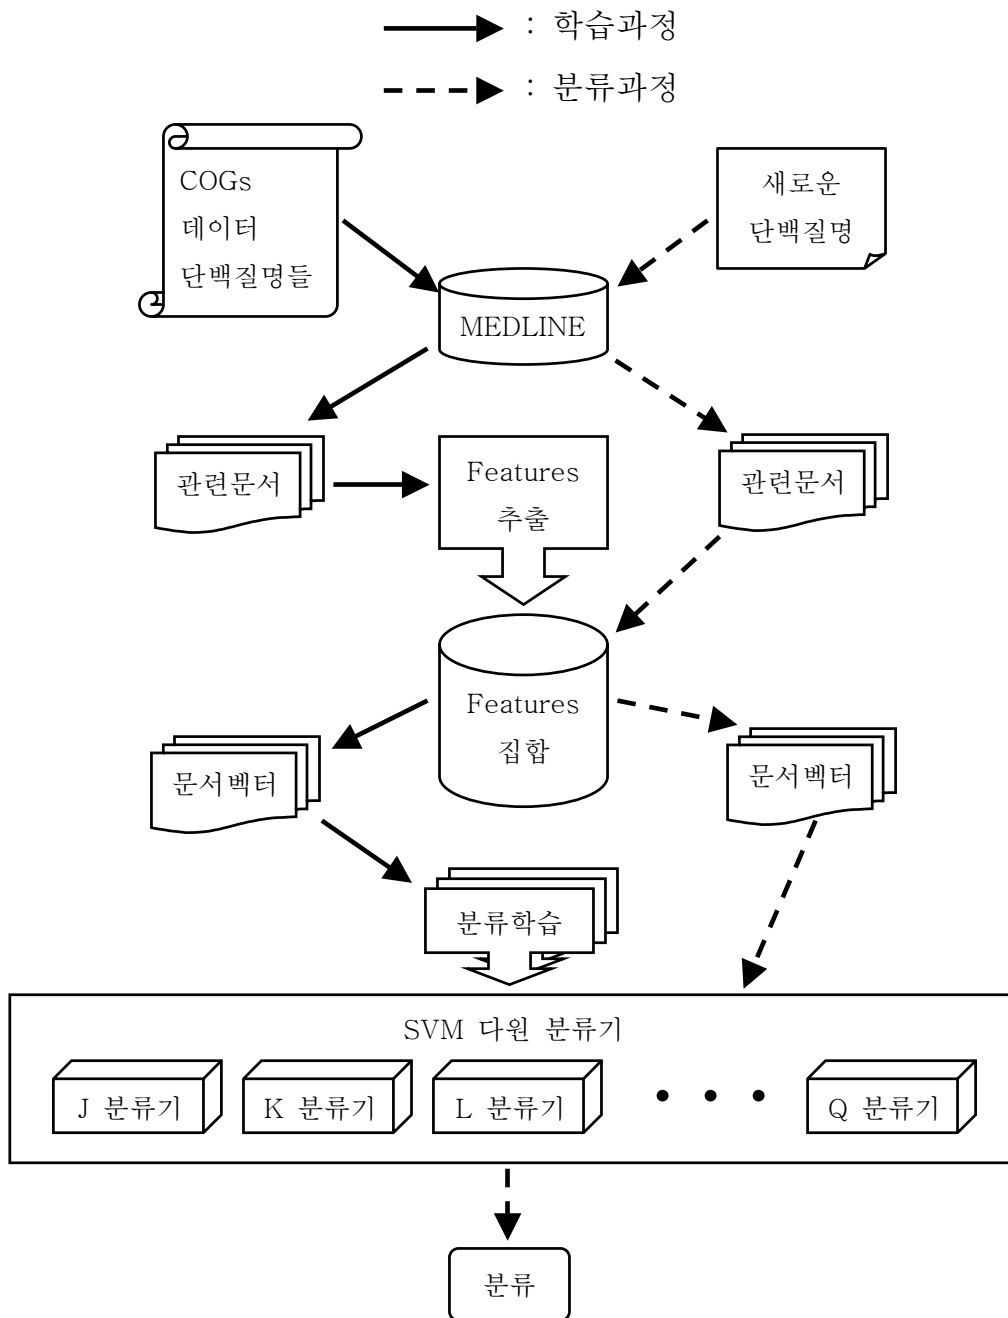 : 학습과정
: 분류과정
COGs
데이터
단백질명들
새로운
단백질명
MEDLINE
관련문서
Features
추출
관련문서
Features
집합
문서벡터
문서벡터
분류학습
SVM 다원 분류기
J 분류기
K 분류기
L 분류기
• • •
Q 분류기
분류